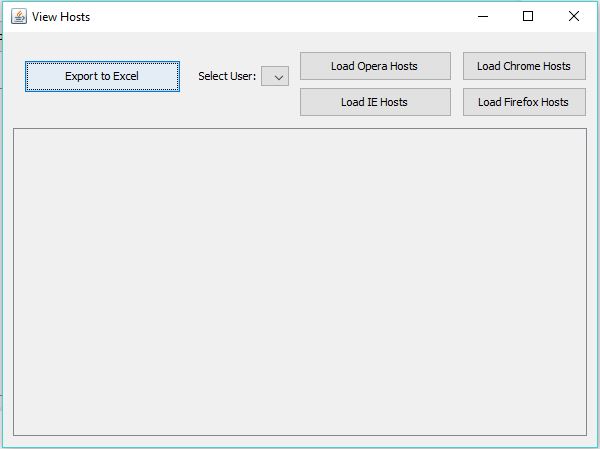 View Hosts
Export to Excel
Select User:
Load Opera Hosts
Load Chrome Hosts
Load IE Hosts
Load Firefox Hosts